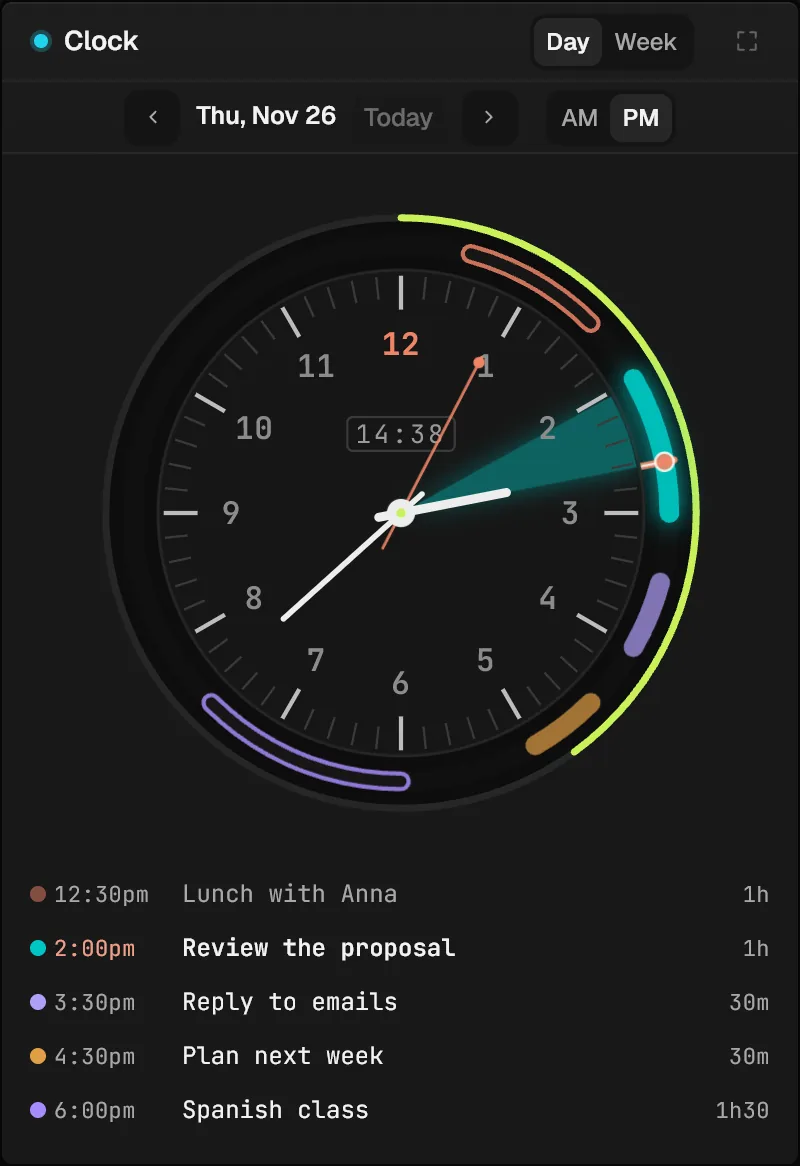 Clock
Day Week
Thu, Nov 26 Today
AM PM
12
1
2
3
4
5
6
7
8
9
10
11
14:38
12:30pm Lunch with Anna 1h
2:00pm Review the proposal 1h
3:30pm Reply to emails 30m
4:30pm Plan next week 30m
6:00pm Spanish class 1h30